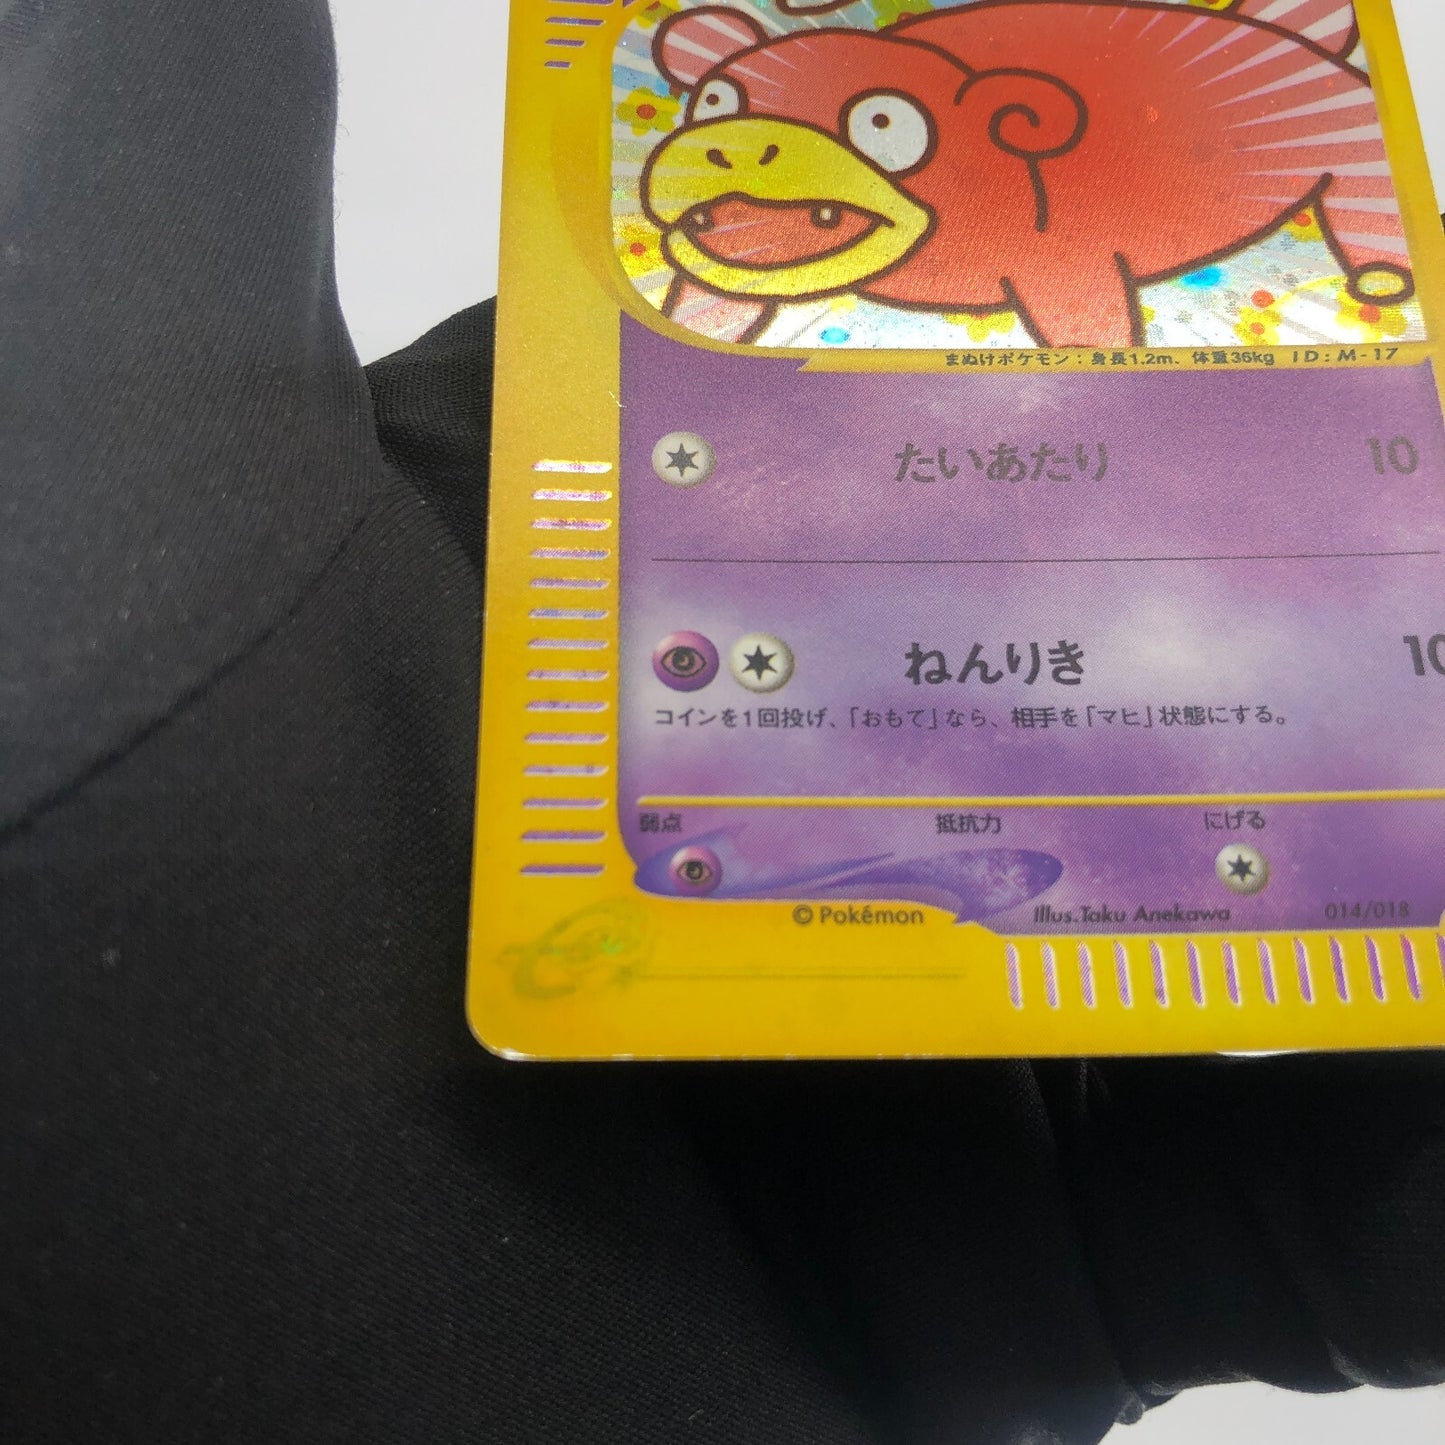 まぬけポケモン：身長1.2m、体重36kg ID：M-17
たいあたり 10
ねんりき 10
コインを1回投げ、「おもて」なら、相手を「マヒ」状態にする。
弱点 抵抗力 にげる
© Pokémon Illus.Taku Anekawa 014/018